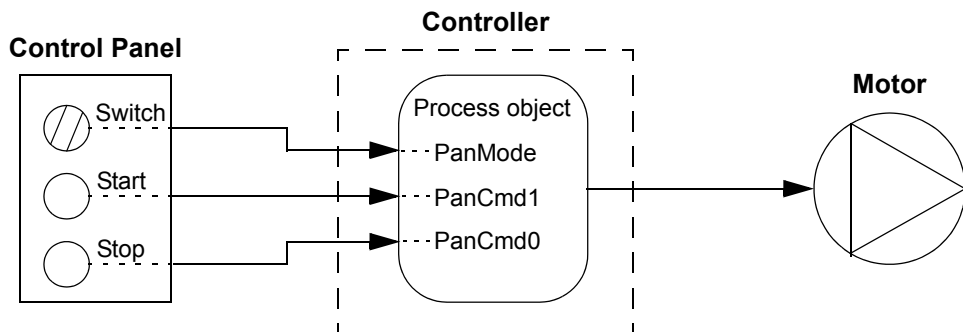 Controller
Control Panel
Motor
Switch
Start
Stop
Process object
PanMode
PanCmd1
PanCmd0